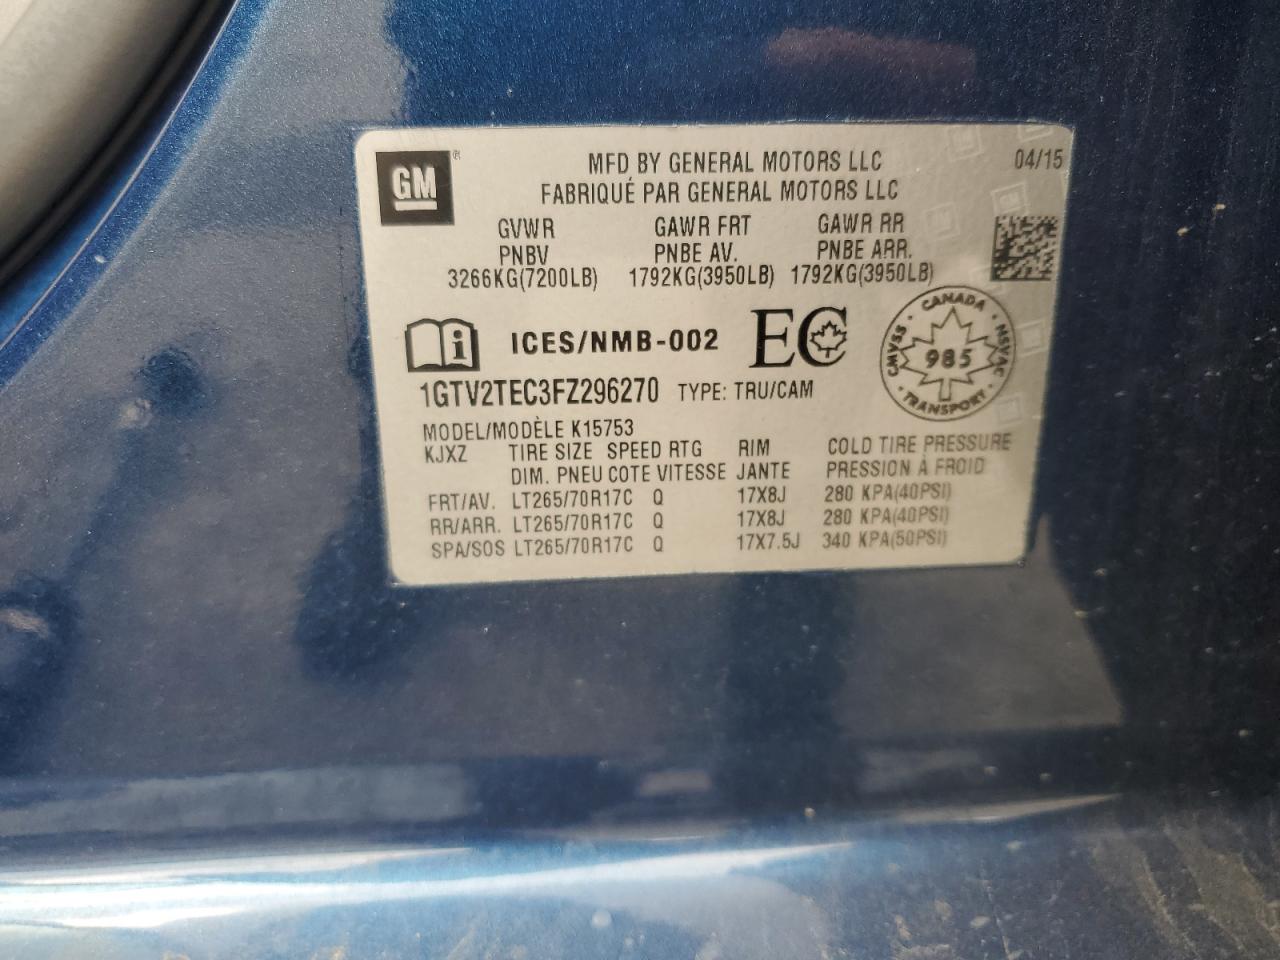 GM ®
MFD BY GENERAL MOTORS LLC 04/15
FABRIQUÉ PAR GENERAL MOTORS LLC
GVWR GAWR FRT GAWR RR
PNBV PNBE AV. PNBE ARR.
3266KG(7200LB) 1792KG(3950LB) 1792KG(3950LB)
ICES/NMB-002 EC
CANADA CMVSS NSVAC 985 TRANSPORT
1GTV2TEC3FZ296270 TYPE: TRU/CAM
MODEL/MODÈLE K15753
KJXZ TIRE SIZE SPEED RTG RIM COLD TIRE PRESSURE
DIM. PNEU COTE VITESSE JANTE PRESSION À FROID
FRT/AV. LT265/70R17C Q 17X8J 280 KPA(40PSI)
RR/ARR. LT265/70R17C Q 17X8J 280 KPA(40PSI)
SPA/SOS LT265/70R17C Q 17X7.5J 340 KPA(50PSI)